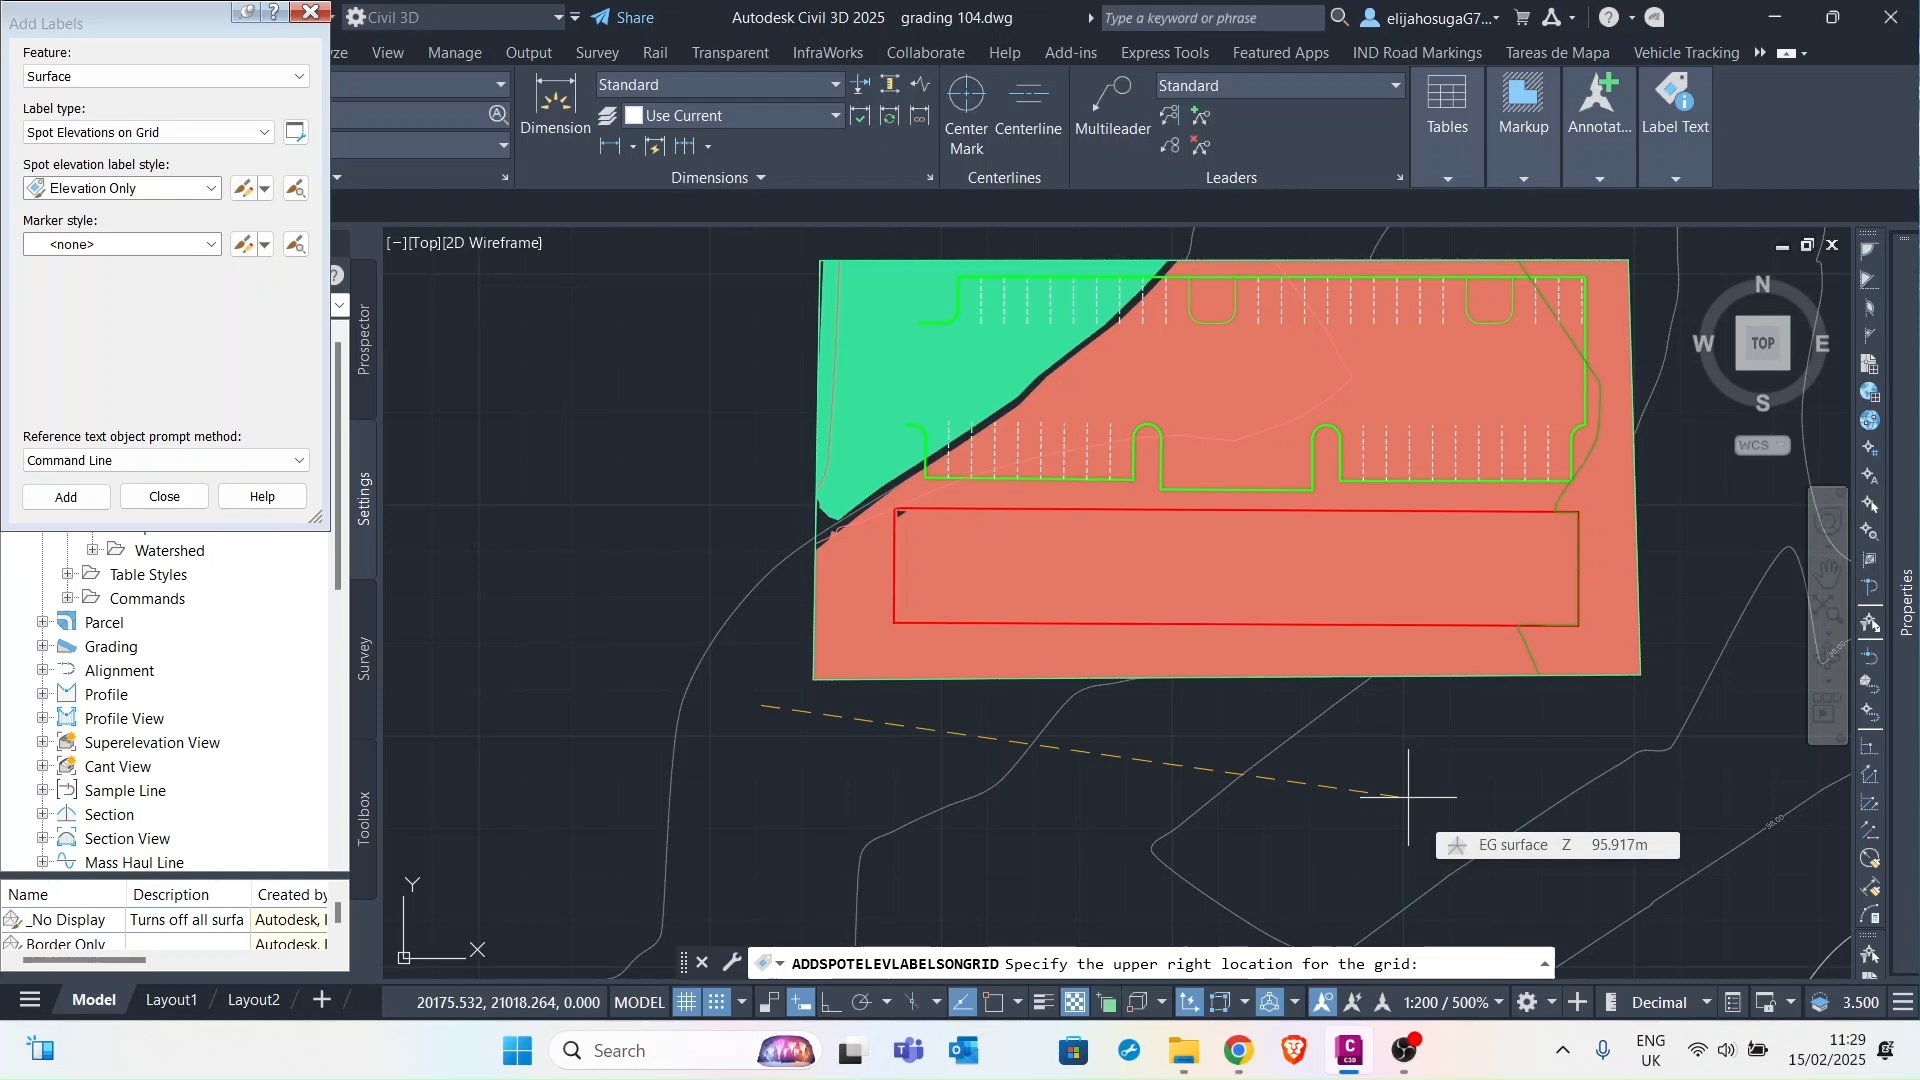 Add Labels
Civil 3D
Share
Autodesk Civil 3D 2025 grading 104.dwg
Type a keyword or phrase
elijahosugaG7...
View
Manage
Output
Survey
Rail
Transparent
InfraWorks
Collaborate
Help
Add-ins
Express Tools
Featured Apps
IND Road Markings
Tareas de Mapa
Vehicle Tracking
Feature:
Surface
Label type:
Spot Elevations on Grid
Spot elevation label style:
Elevation Only
Marker style:
<none>
Reference text object prompt method:
Command Line
Add
Close
Help
Dimension
Standard
Use Current
Dimensions
Center Mark
Centerline
Centerlines
Multileader
Standard
Leaders
Tables
Markup
Annotat...
Label Text
[−][Top][2D Wireframe]
N
W
TOP
E
S
WCS
Prospector
Settings
Survey
Toolbox
Properties
Watershed
Table Styles
Commands
Parcel
Grading
Alignment
Profile
Profile View
Superelevation View
Cant View
Sample Line
Section
Section View
Mass Haul Line
Name
Description
Created by
_No Display
Turns off all surfa
Autodesk, I
Border Only
Autodesk, I
EG surface Z 95.917m
Y
X
ADDSPOTELEVLABELSONGRID Specify the upper right location for the grid:
Model
Layout1
Layout2
20175.532, 21018.264, 0.000
MODEL
1:200 / 500%
Decimal
3.500
Search
ENG
UK
11:29
15/02/2025